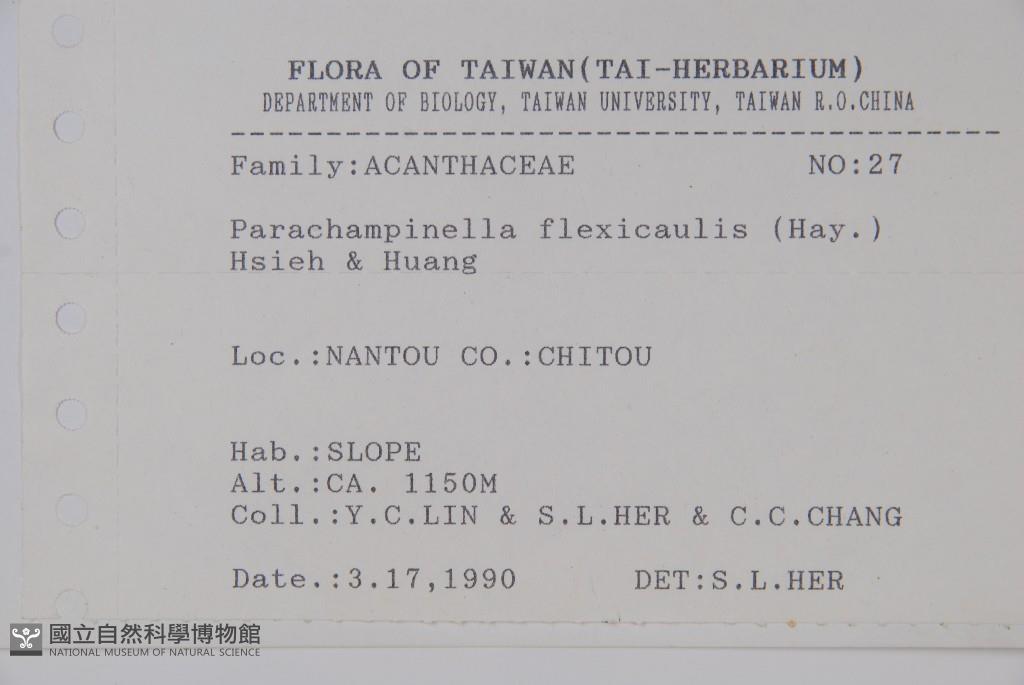 FLORA OF TAIWAN(TAI-HERBARIUM)
DEPARTMENT OF BIOLOGY, TAIWAN UNIVERSITY, TAIWAN R.O.CHINA
Family:ACANTHACEAE NO:27
Parachampinella flexicaulis (Hay.)
Hsieh & Huang
Loc.:NANTOU CO.:CHITOU
Hab.:SLOPE
Alt.:CA. 1150M
Coll.:Y.C.LIN & S.L.HER & C.C.CHANG
Date.:3.17,1990 DET:S.L.HER
國立自然科學博物館
NATIONAL MUSEUM OF NATURAL SCIENCE